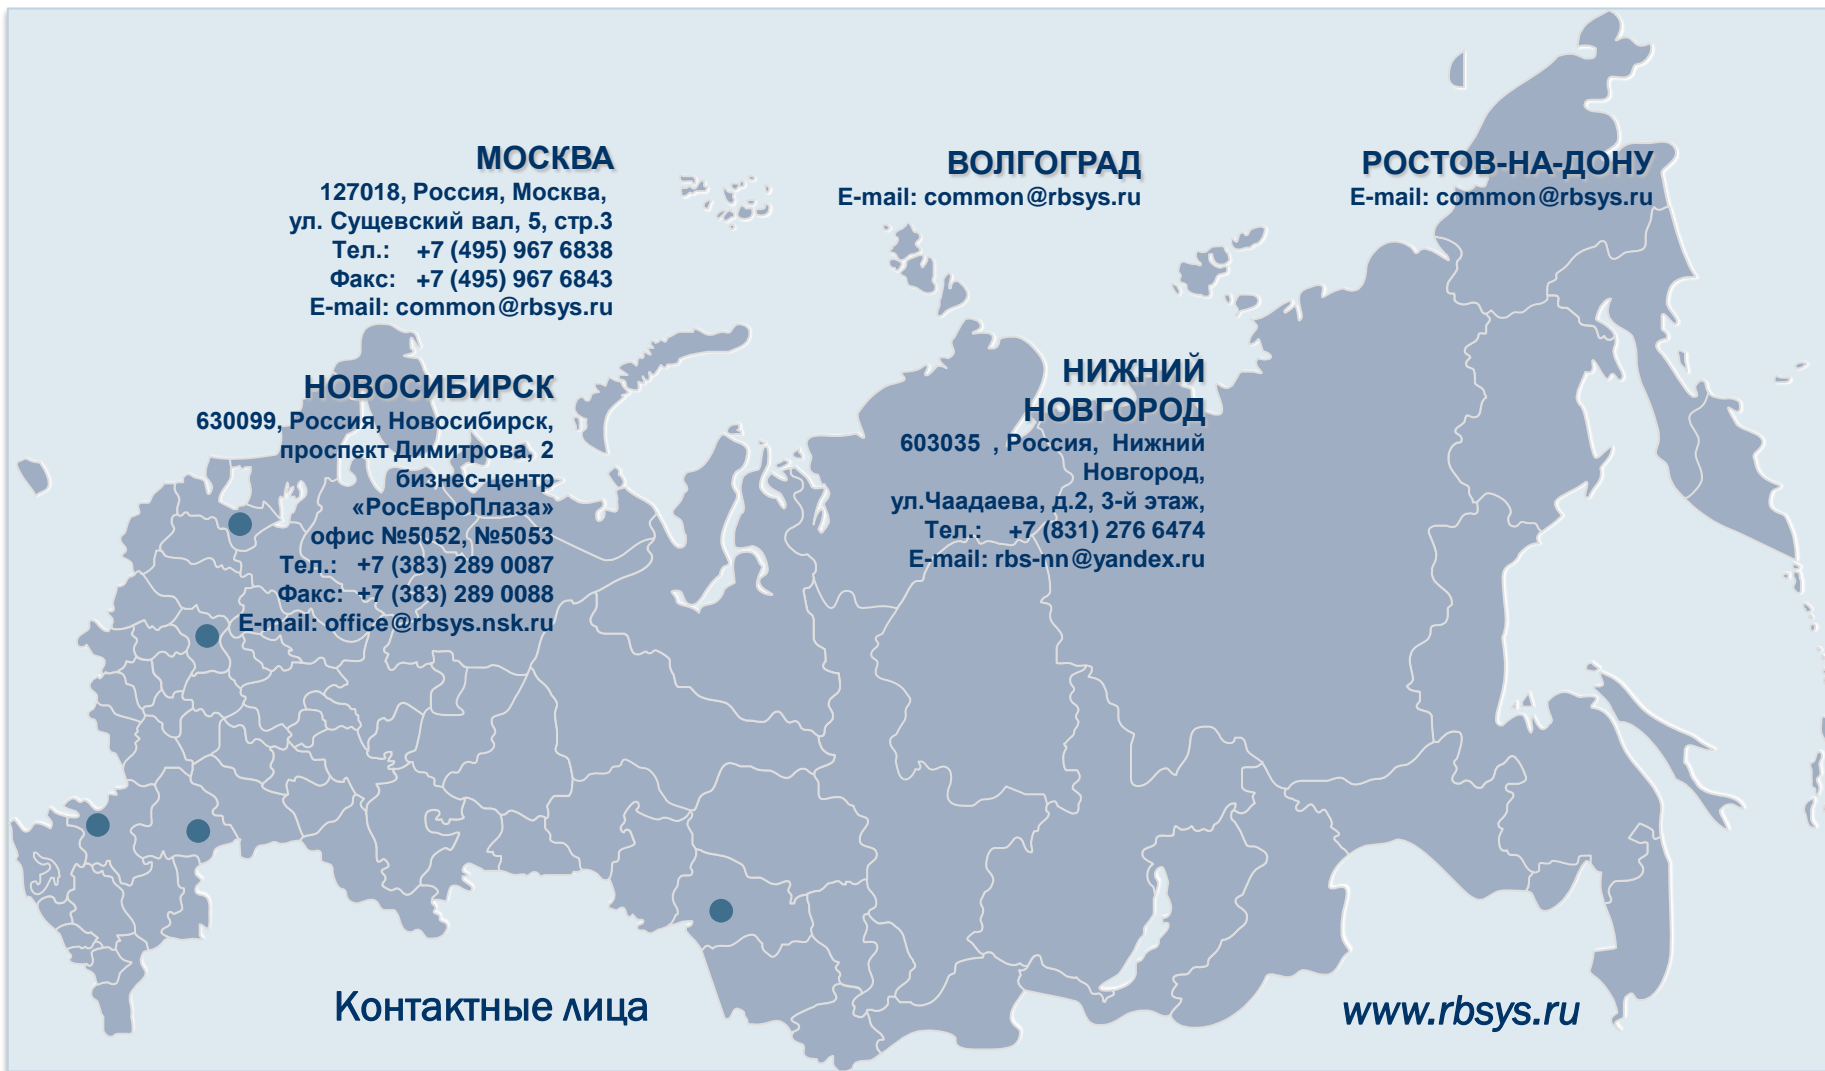 МОСКВА
127018, Россия, Москва,
ул. Сущевский вал, 5, стр.3
Тел.: +7 (495) 967 6838
Факс: +7 (495) 967 6843
E-mail: common@rbsys.ru
ВОЛГОГРАД
E-mail: common@rbsys.ru
РОСТОВ-НА-ДОНУ
E-mail: common@rbsys.ru
НОВОСИБИРСК
630099, Россия, Новосибирск,
проспект Димитрова, 2
бизнес-центр
«РосЕвроПлаза»
офис №5052, №5053
Тел.: +7 (383) 289 0087
Факс: +7 (383) 289 0088
E-mail: office@rbsys.nsk.ru
НИЖНИЙ
НОВГОРОД
603035 , Россия, Нижний
Новгород,
ул.Чаадаева, д.2, 3-й этаж,
Тел.: +7 (831) 276 6474
E-mail: rbs-nn@yandex.ru
Контактные лица
www.rbsys.ru